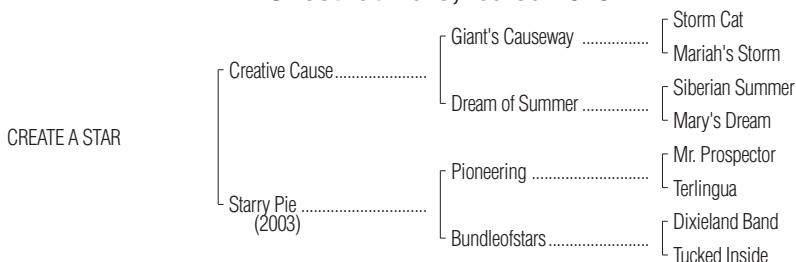 Storm Cat
Giant's Causeway ................
Mariah's Storm
Creative Cause......................
Siberian Summer
Dream of Summer ................
Mary's Dream
CREATE A STAR
Mr. Prospector
Pioneering ............................
Terlingua
Starry Pie ..............................
(2003)
Dixieland Band
Bundleofstars........................
Tucked Inside